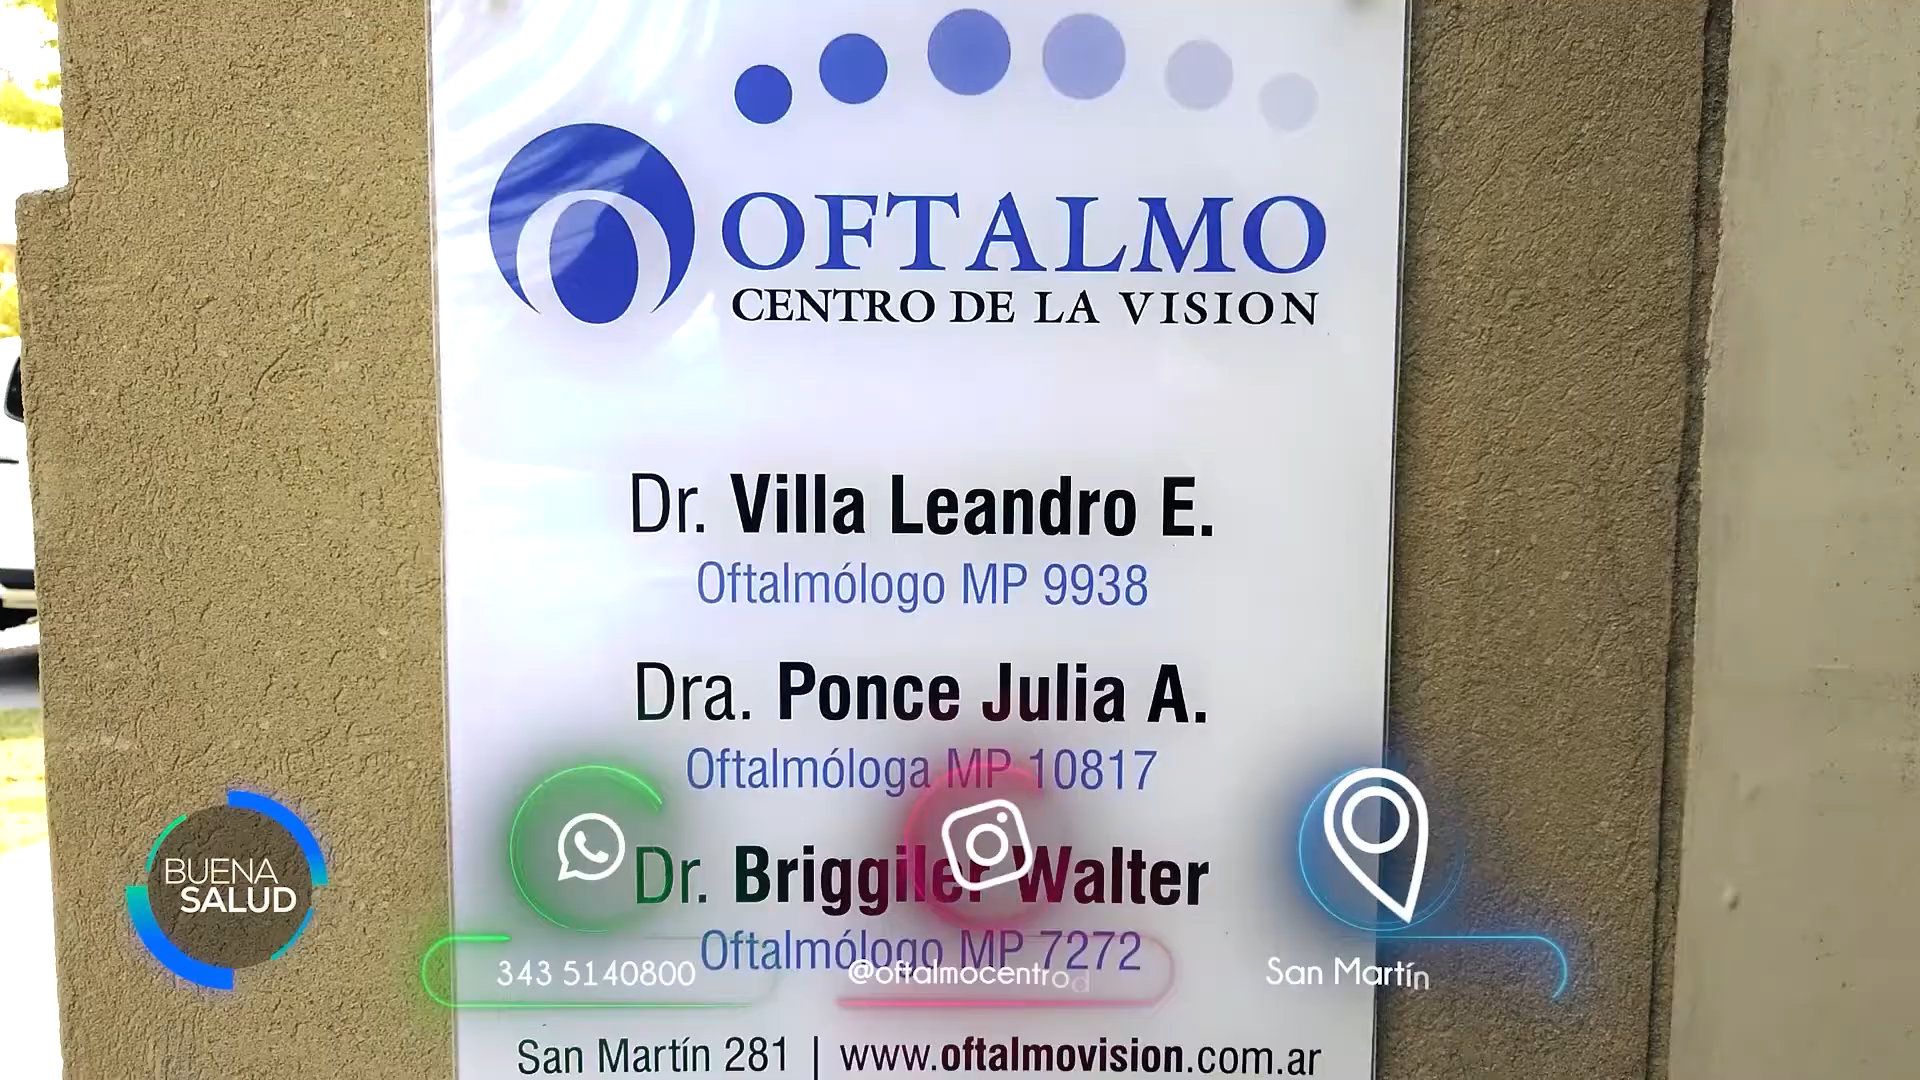 OFTALMO
CENTRO DE LA VISION
Dr. Villa Leandro E.
Oftalmólogo MP 9938
Dra. Ponce Julia A.
Oftalmóloga MP 10817
Dr. Briggiler Walter
Oftalmólogo MP 7272
BUENA
SALUD
343 5140800
@oftalmocentrod
San Martín
San Martín 281 | www.oftalmovision.com.ar